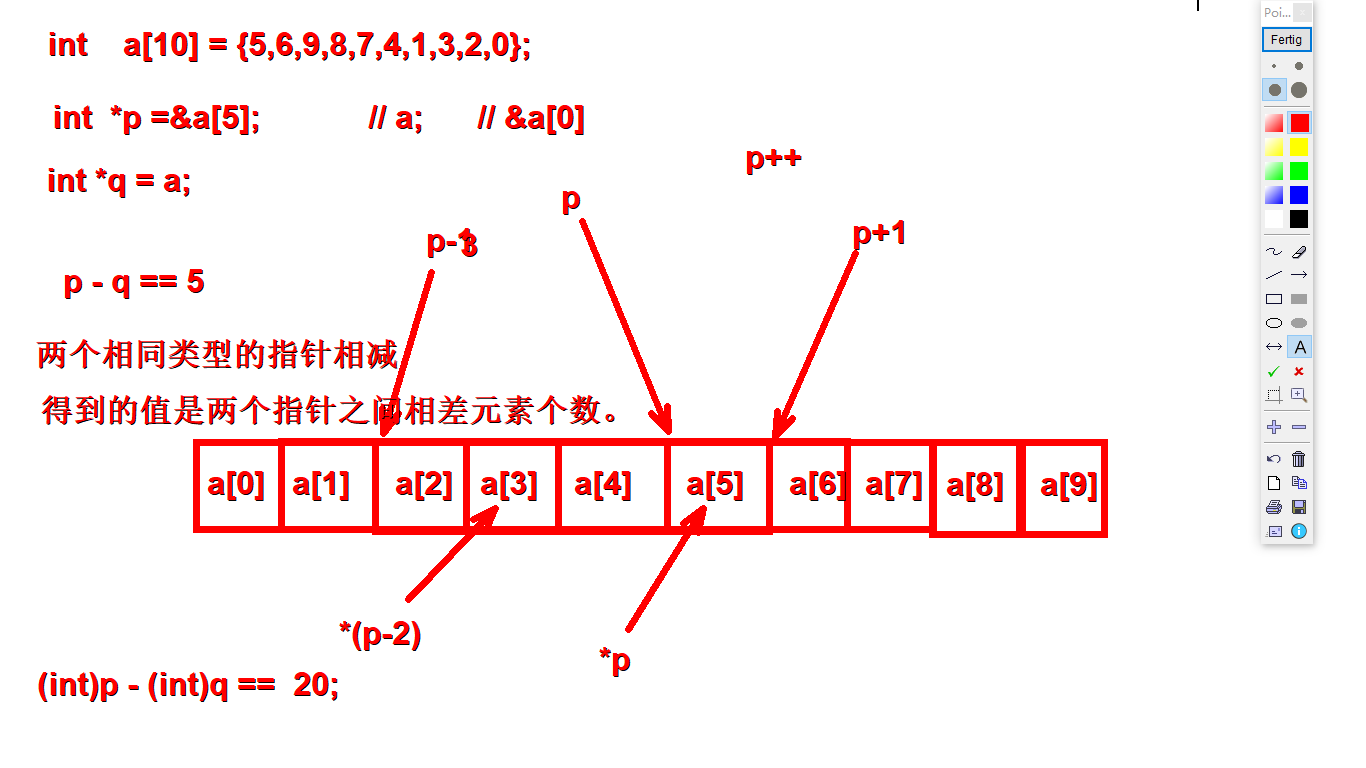 Poi...
Fertig
int a[10] = {5,6,9,8,7,4,1,3,2,0};
int *p =&a[5]; // a; // &a[0]
p++
int *q = a;
p
p-3
p+1
p - q == 5
两个相同类型的指针相减
得到的值是两个指针之间相差元素个数。
a[0] a[1] a[2] a[3] a[4] a[5] a[6] a[7] a[8] a[9]
*(p-2)
*p
(int)p - (int)q == 20;
A